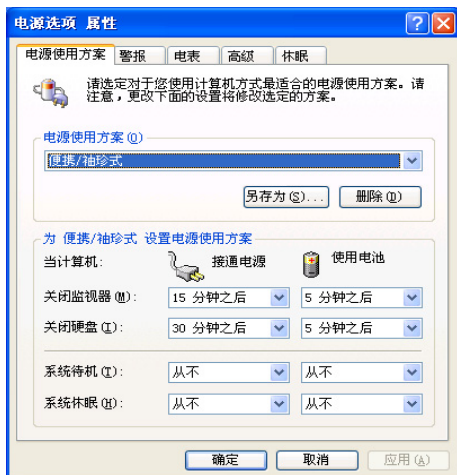 电源选项 属性
电源使用方案 警报 电表 高级 休眠
请选定对于您使用计算机方式最适合的电源使用方案。请
注意，更改下面的设置将修改选定的方案。
电源使用方案(O)
便携/袖珍式
另存为(S)... 删除(D)
为 便携/袖珍式 设置电源使用方案
当计算机: 接通电源 使用电池
关闭监视器(M): 15 分钟之后 5 分钟之后
关闭硬盘(I): 30 分钟之后 5 分钟之后
系统待机(T): 从不 从不
系统休眠(H): 从不 从不
确定 取消 应用(A)